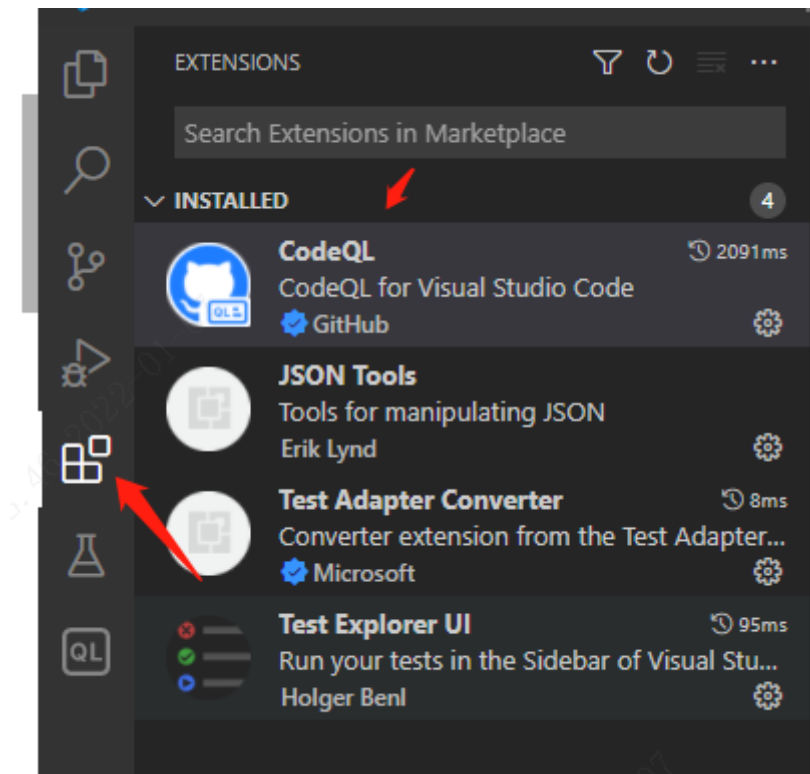 EXTENSIONS
Search Extensions in Marketplace
INSTALLED 4
CodeQL 2091ms
CodeQL for Visual Studio Code
GitHub
JSON Tools
Tools for manipulating JSON
Erik Lynd
Test Adapter Converter 8ms
Converter extension from the Test Adapter...
Microsoft
QL
Test Explorer UI 95ms
Run your tests in the Sidebar of Visual Stu...
Holger Benl